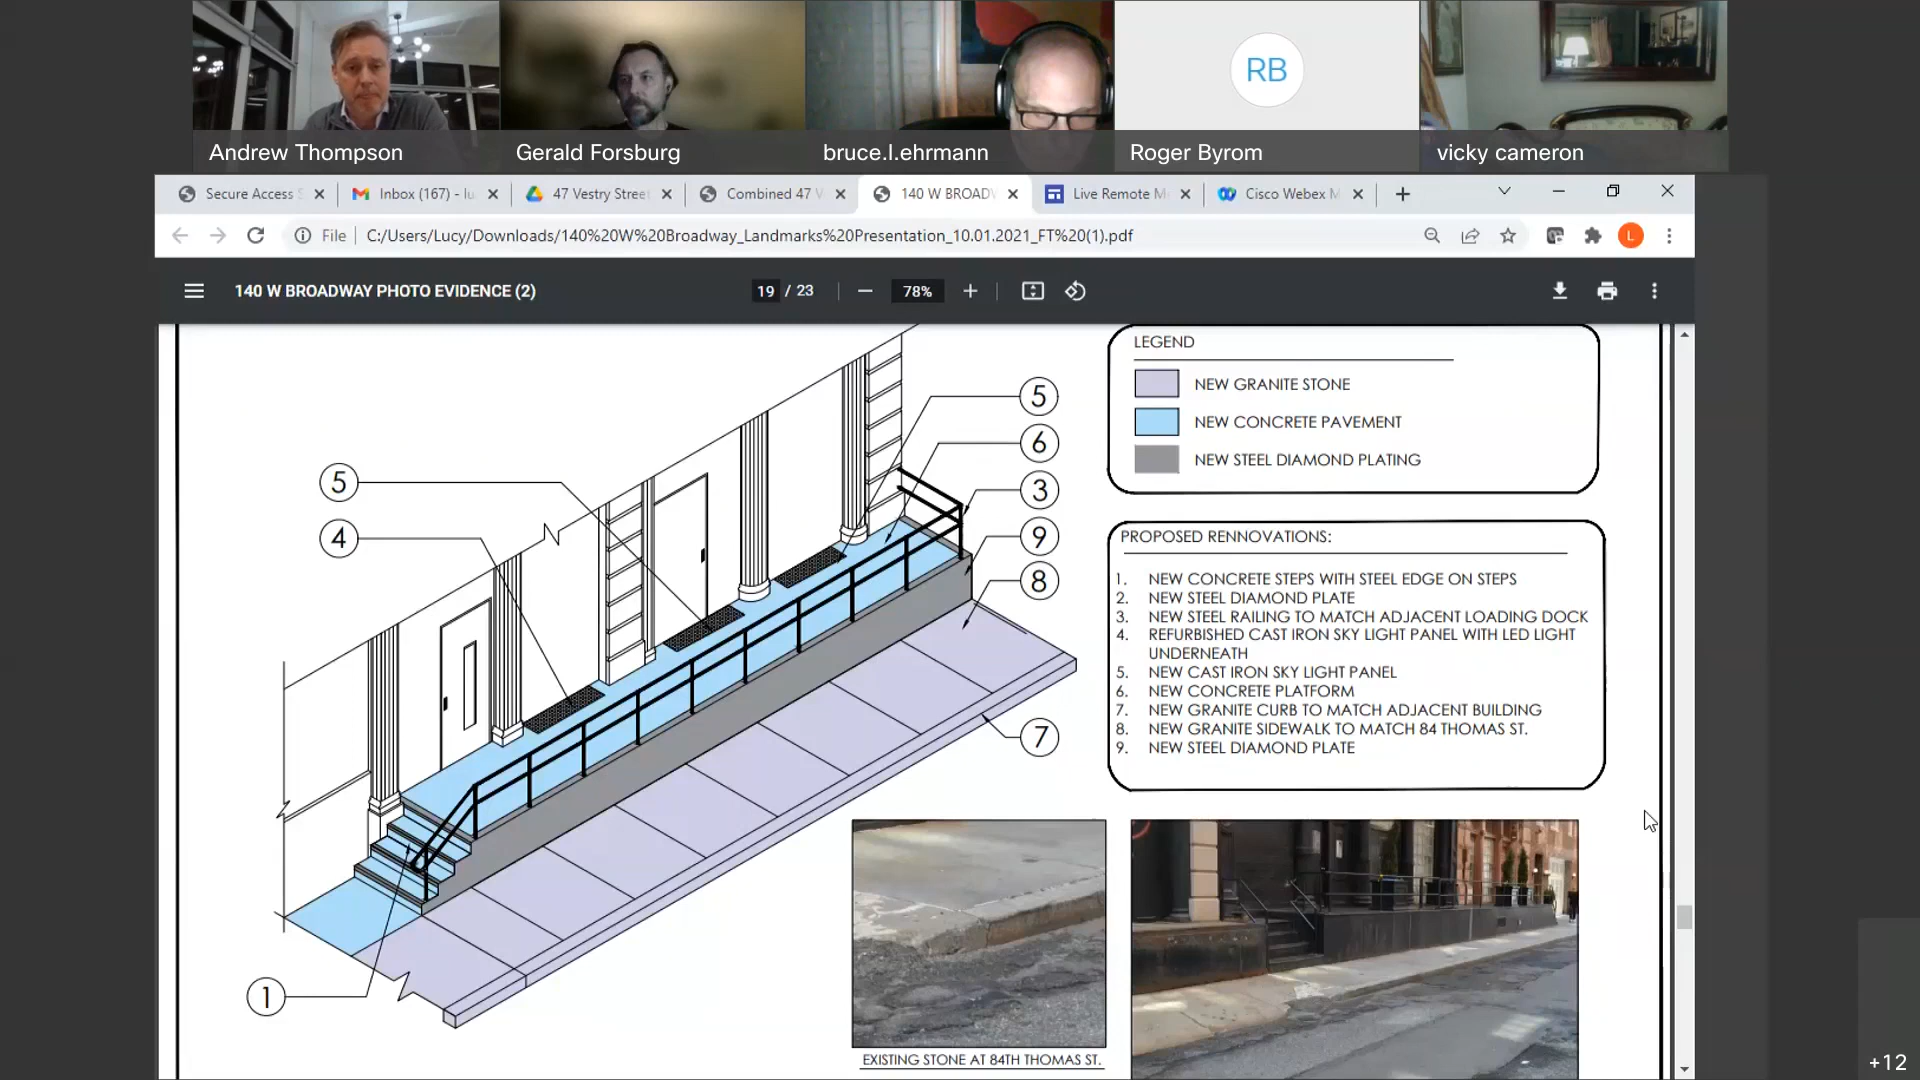 RB
Andrew Thompson
Gerald Forsburg
bruce.l.ehrmann
Roger Byrom
vicky cameron
Secure Access
Inbox (167) - lu
47 Vestry Street
Combined 47 V
140 W BROADW
Live Remote M
Cisco Webex M
File
C:/Users/Lucy/Downloads/140%20W%20Broadway_Landmarks%20Presentation_10.01.2021_FT%20(1).pdf
L
140 W BROADWAY PHOTO EVIDENCE (2)
19 / 23
78%
LEGEND
NEW GRANITE STONE
NEW CONCRETE PAVEMENT
NEW STEEL DIAMOND PLATING
5
6
3
9
8
7
5
4
1
PROPOSED RENNOVATIONS:
1. NEW CONCRETE STEPS WITH STEEL EDGE ON STEPS
2. NEW STEEL DIAMOND PLATE
3. NEW STEEL RAILING TO MATCH ADJACENT LOADING DOCK
4. REFURBISHED CAST IRON SKY LIGHT PANEL WITH LED LIGHT
UNDERNEATH
5. NEW CAST IRON SKY LIGHT PANEL
6. NEW CONCRETE PLATFORM
7. NEW GRANITE CURB TO MATCH ADJACENT BUILDING
8. NEW GRANITE SIDEWALK TO MATCH 84 THOMAS ST.
9. NEW STEEL DIAMOND PLATE
EXISTING STONE AT 84TH THOMAS ST.
+12